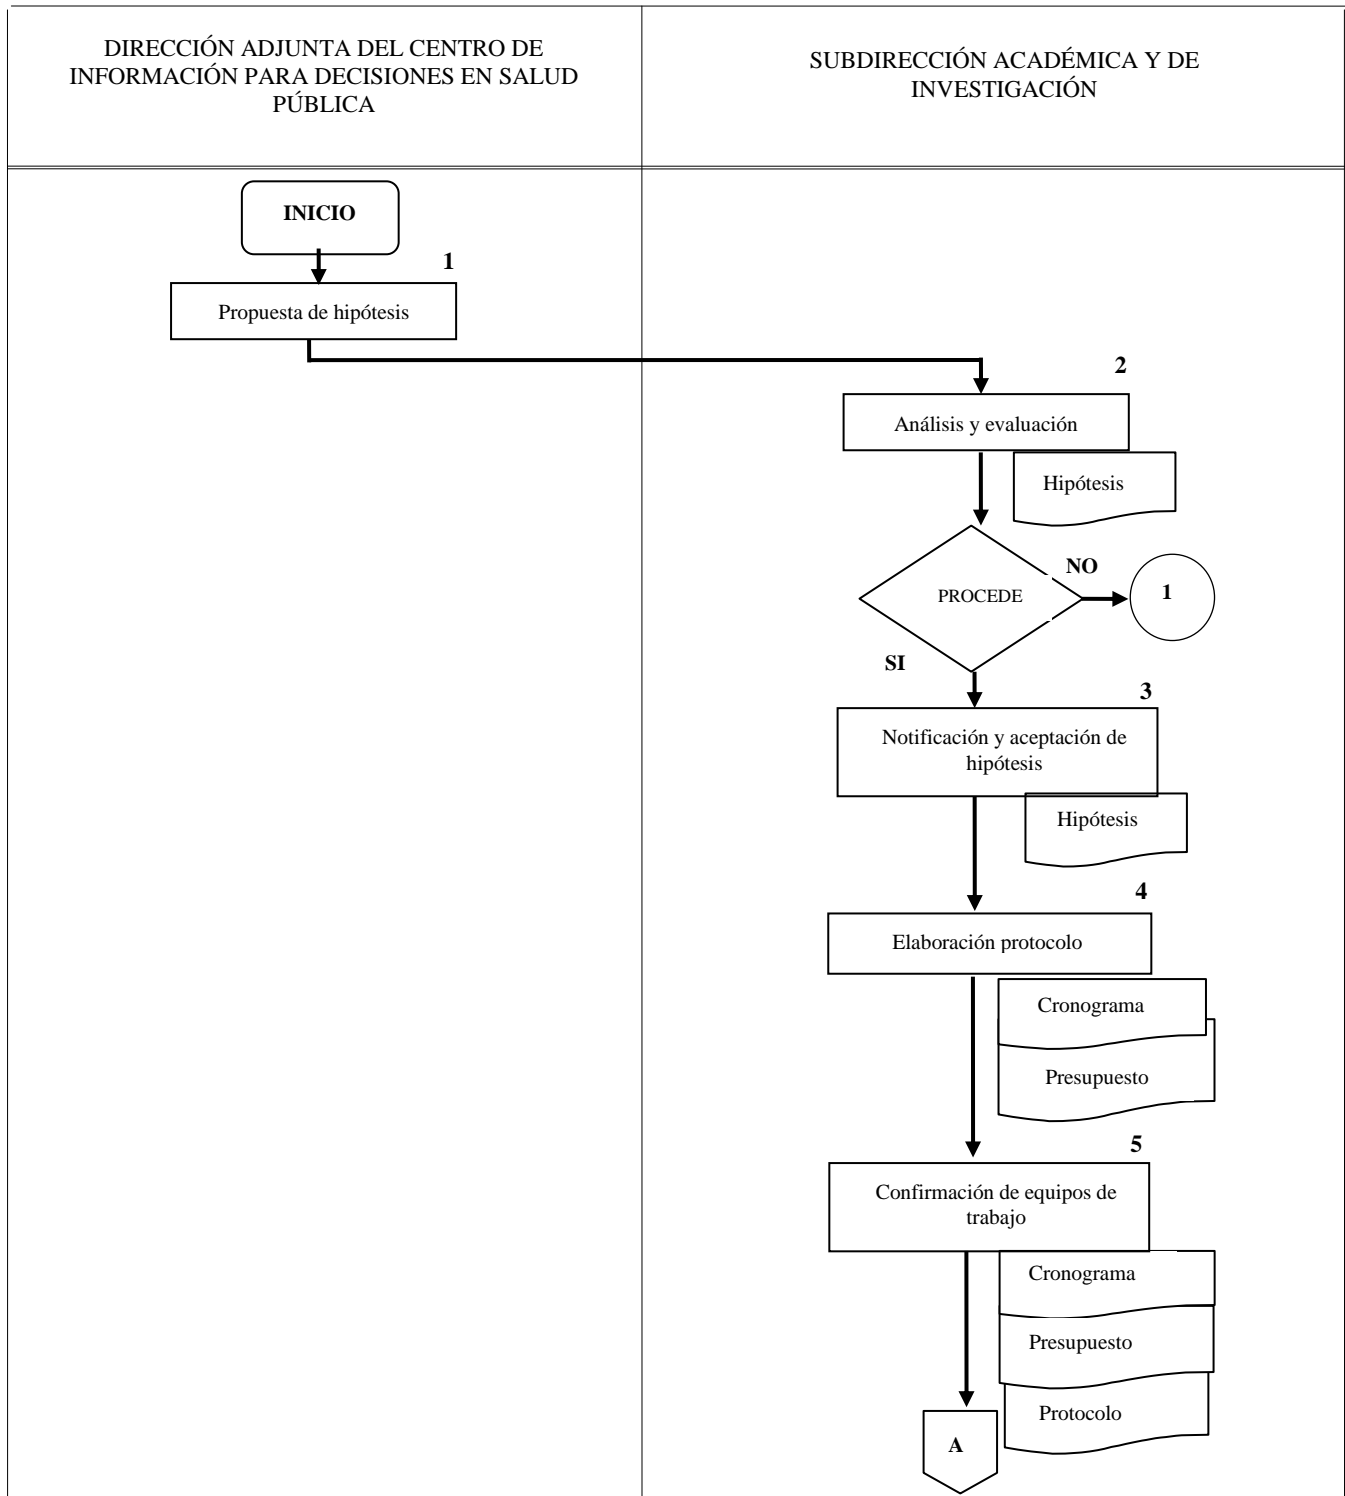 DIRECCIÓN ADJUNTA DEL CENTRO DE
INFORMACIÓN PARA DECISIONES EN SALUD
PÚBLICA
SUBDIRECCIÓN ACADÉMICA Y DE
INVESTIGACIÓN
INICIO
1
Propuesta de hipótesis
2
Análisis y evaluación
Hipótesis
NO
PROCEDE
1
SI
3
Notificación y aceptación de
hipótesis
Hipótesis
4
Elaboración protocolo
Cronograma
Presupuesto
5
Confirmación de equipos de
trabajo
Cronograma
Presupuesto
Protocolo
A